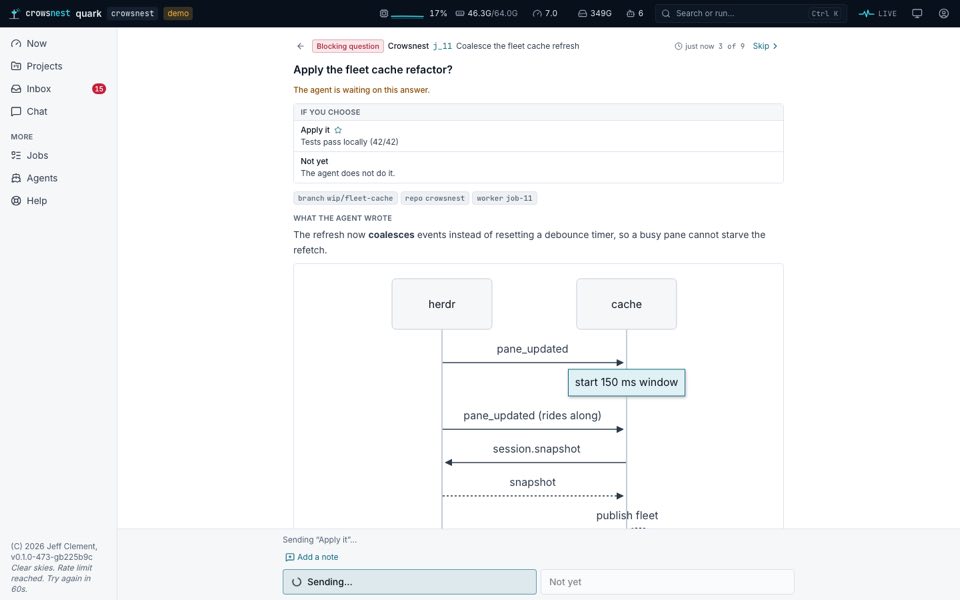 crowsnest quark crowsnest demo 17% 46.3G/64.0G 7.0 349G 6 Search or run... Ctrl K LIVE
Now
Projects
Inbox 15
Chat
MORE
Jobs
Agents
Help
(C) 2026 Jeff Clement,
v0.1.0-473-gb225b9c
Clear skies. Rate limit
reached. Try again in
60s.
Blocking question Crowsnest j_11 Coalesce the fleet cache refresh just now 3 of 9 Skip
Apply the fleet cache refactor?
The agent is waiting on this answer.
IF YOU CHOOSE
Apply it
Tests pass locally (42/42)
Not yet
The agent does not do it.
branch wip/fleet-cache repo crowsnest worker job-11
WHAT THE AGENT WROTE
The refresh now coalesces events instead of resetting a debounce timer, so a busy pane cannot starve the
refetch.
herdr cache
pane_updated
start 150 ms window
pane_updated (rides along)
session.snapshot
snapshot
publish fleet
Sending "Apply it"...
Add a note
Sending... Not yet